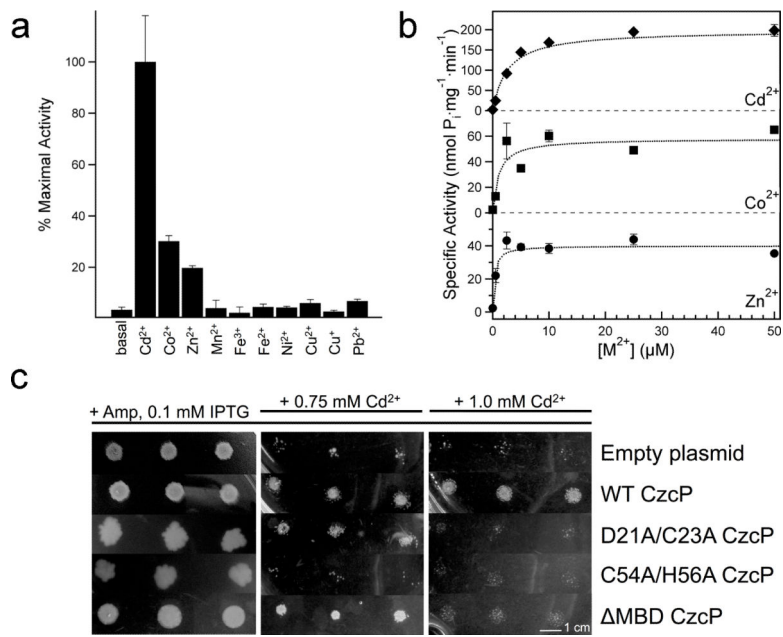 a
% Maximal Activity
100
80
60
40
20
basal
Cd²⁺
Co²⁺
Zn²⁺
Mn²⁺
Fe³⁺
Fe²⁺
Ni²⁺
Cu²⁺
Cu⁺
Pb²⁺
b
Specific Activity (nmol Pᵢ·mg⁻¹·min⁻¹)
200
150
100
50
0
Cd²⁺
60
40
20
0
Co²⁺
40
20
0
Zn²⁺
0 10 20 30 40 50
[M²⁺] (µM)
c
+ Amp, 0.1 mM IPTG
+ 0.75 mM Cd²⁺
+ 1.0 mM Cd²⁺
Empty plasmid
WT CzcP
D21A/C23A CzcP
C54A/H56A CzcP
ΔMBD CzcP
1 cm